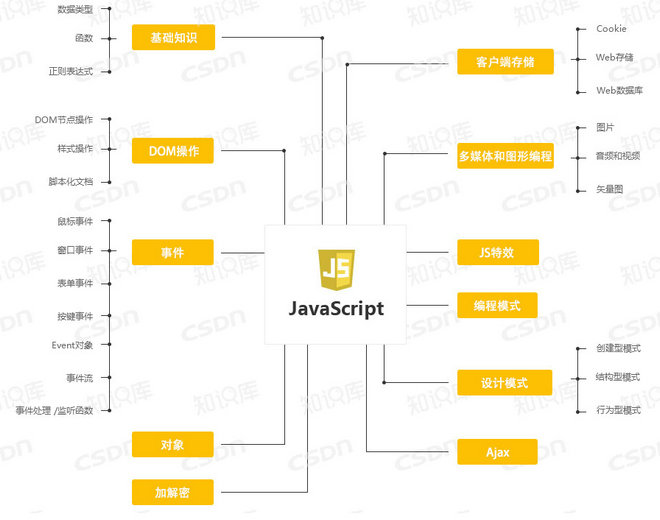 数据类型
函数
正则表达式
基础知识
DOM节点操作
样式操作
脚本化文档
DOM操作
鼠标事件
窗口事件
表单事件
按键事件
Event对象
事件流
事件处理 /监听函数
事件
对象
加解密
JS
JavaScript
客户端存储
Cookie
Web存储
Web数据库
多媒体和图形编程
图片
音频和视频
矢量图
JS特效
编程模式
设计模式
创建型模式
结构型模式
行为型模式
Ajax
CSDN
知识库